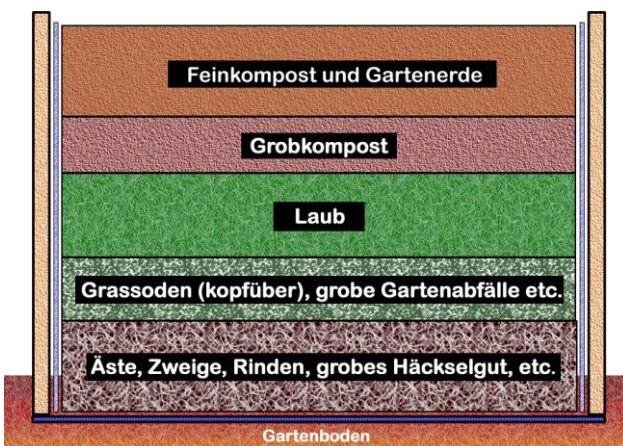 Feinkompost und Gartenerde
Grobkompost
Laub
Grassoden (kopfüber), grobe Gartenabfälle etc.
Äste, Zweige, Rinden, grobes Häckselgut, etc.
Gartenboden